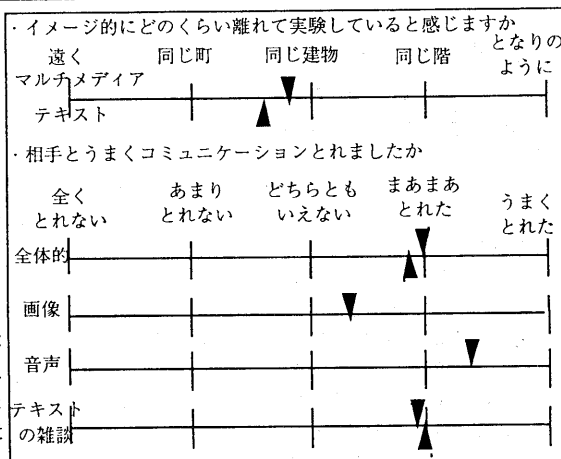 ・イメージ的にどのくらい離れて実験していると感じますか
遠く 同じ町 同じ建物 同じ階 となりの
ように
マルチメディア
テキスト
・相手とうまくコミュニケーションとれましたか
全く あまり どちらとも まあまあ うまく
とれない とれない いえない とれた とれた
全体的
画像
音声
テキスト
の雑談